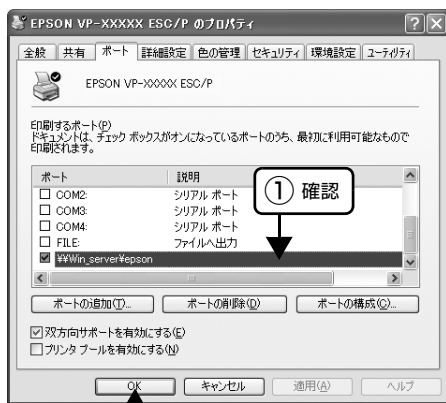 EPSON VP-XXXXX ESC/P のプロパティ
全般 共有 ポート 詳細設定 色の管理 セキュリティ 環境設定 ユーティリティ
EPSON VP-XXXXX ESC/P
印刷するポート(P)
ドキュメントは、チェック ボックスがオンになっているポートのうち、最初に利用可能なもので
印刷されます。
ポート 説明
COM2: シリアル ポート
① 確認
COM3: シリアル ポート
COM4: シリアル ポート
FILE: ファイルへ出力
¥¥Win_server¥epson
ポートの追加(T)... ポートの削除(D) ポートの構成(C)...
双方向サポートを有効にする(E)
プリンタ プールを有効にする(N)
OK キャンセル 適用(A) ヘルプ